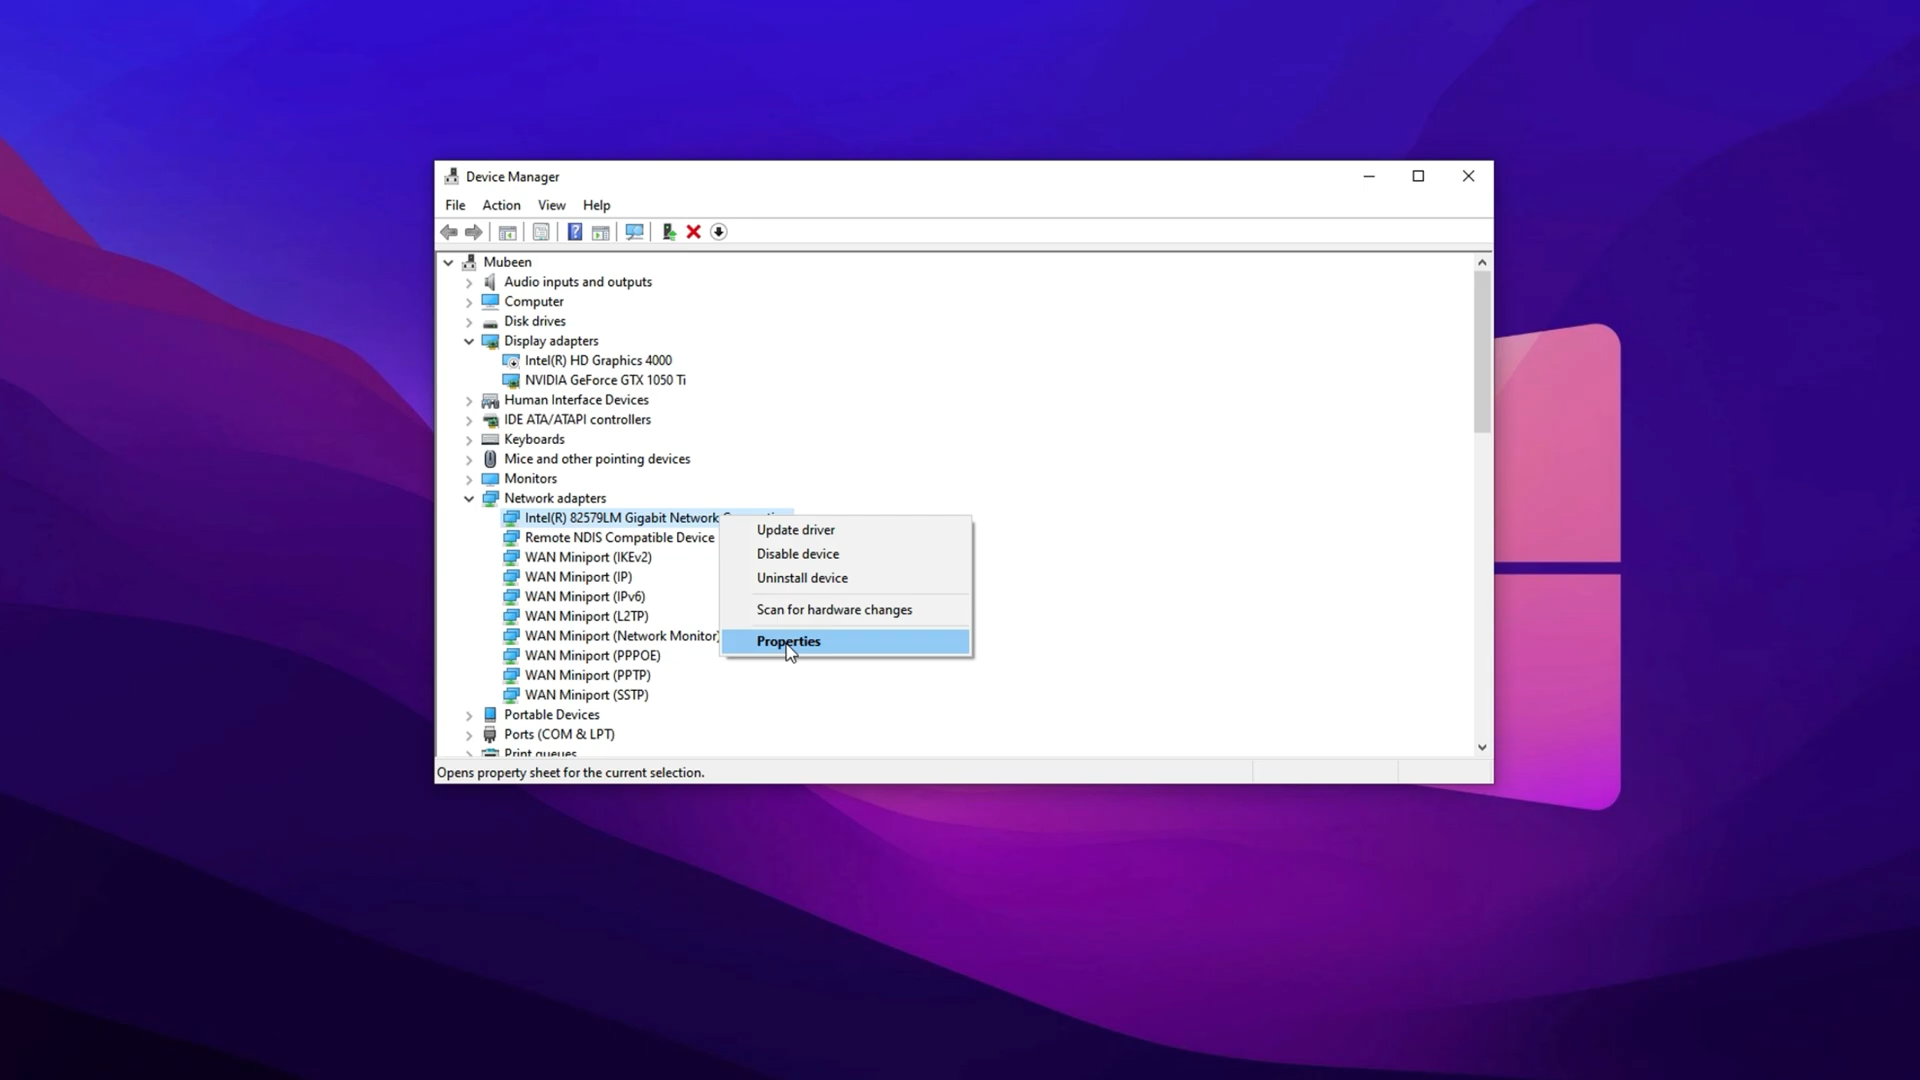 Device Manager
File Action View Help
Mubeen
Audio inputs and outputs
Computer
Disk drives
Display adapters
Intel(R) HD Graphics 4000
NVIDIA GeForce GTX 1050 Ti
Human Interface Devices
IDE ATA/ATAPI controllers
Keyboards
Mice and other pointing devices
Monitors
Network adapters
Intel(R) 82579LM Gigabit Network
Remote NDIS Compatible Device
WAN Miniport (IKEv2)
WAN Miniport (IP)
WAN Miniport (IPv6)
WAN Miniport (L2TP)
WAN Miniport (Network Monitor)
WAN Miniport (PPPOE)
WAN Miniport (PPTP)
WAN Miniport (SSTP)
Portable Devices
Ports (COM & LPT)
Print queues
Update driver
Disable device
Uninstall device
Scan for hardware changes
Properties
Opens property sheet for the current selection.